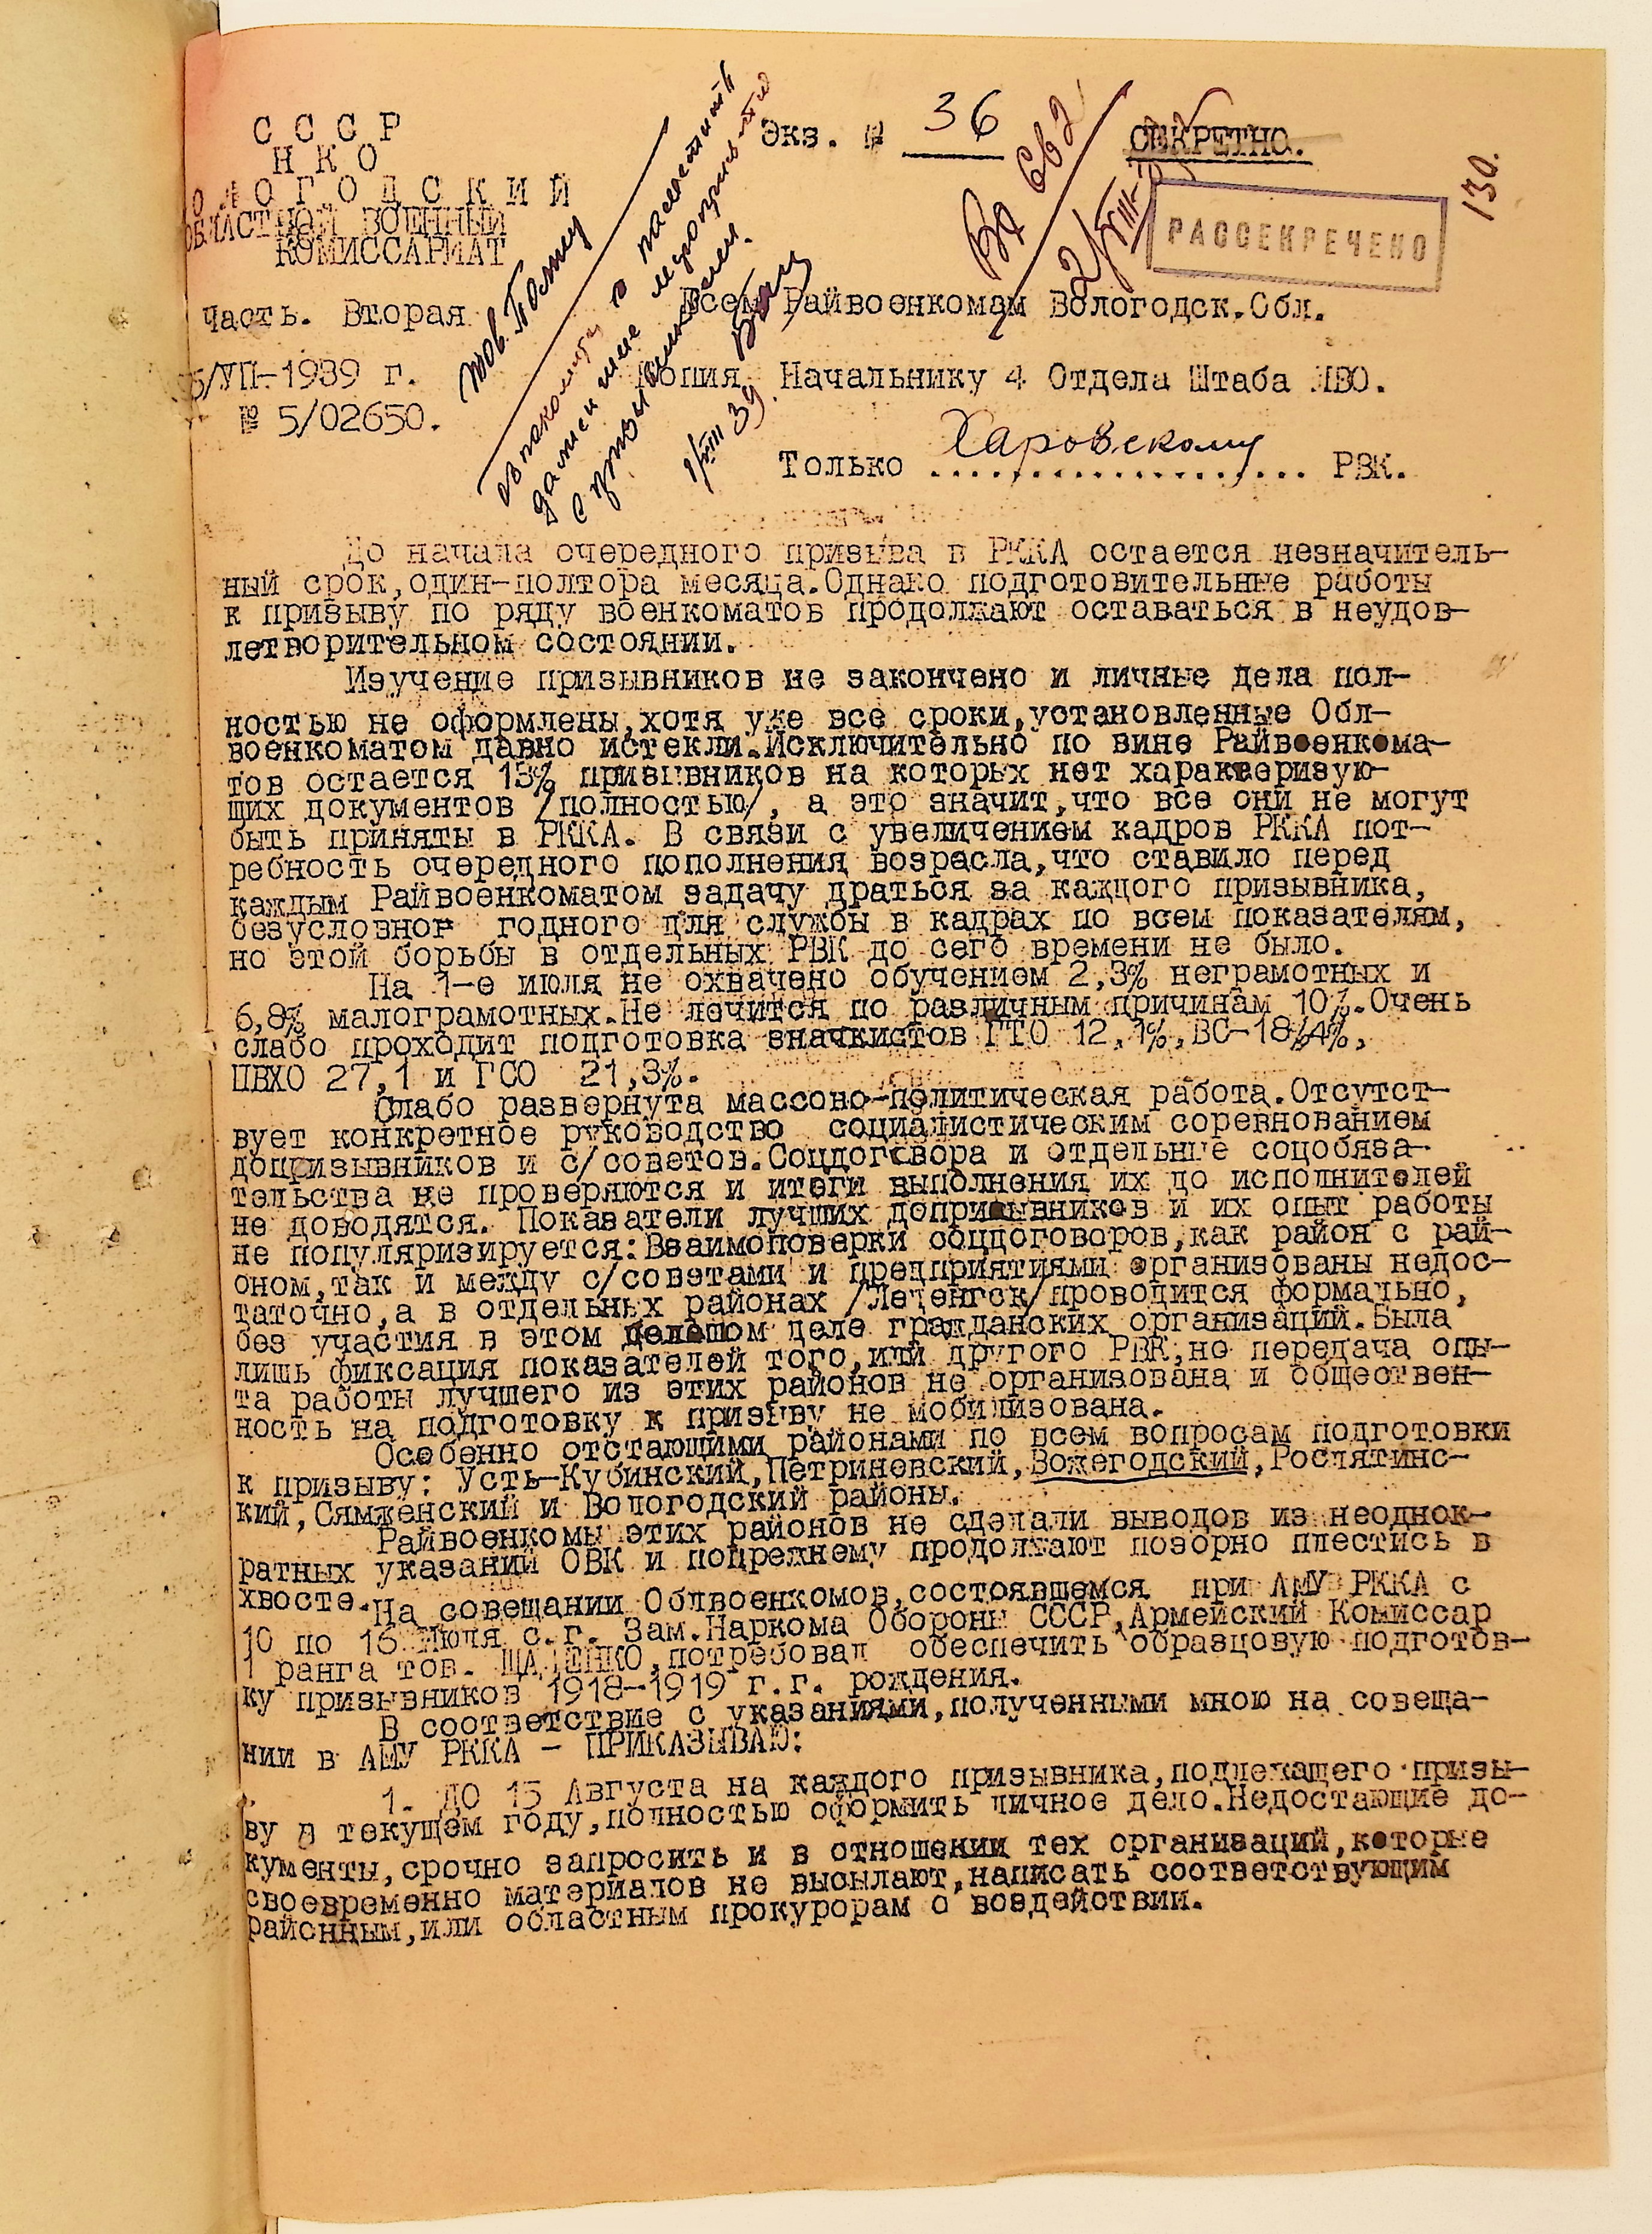 С С С Р
Н К О
О Л О Г О Д С К И Й
ОБЛАСТНОЙ ВОЕННЫЙ
КОМИССАРИАТ
Часть. Вторая
5/УП-1939 г.
№ 5/02650.
тов.
Экз. № 36
СЕКРЕТНО.
РАССЕКРЕЧЕНО
130.
Всем Райвоенкомам Вологодск.Обл.
Копия Начальнику 4 Отдела Штаба ЛВО.
Только Харовскому РВК.
До начала очередного призыва в РККА остается незначитель-
ный срок,один-полтора месяца.Однако подготовительные работы
к призыву по ряду военкоматов продолжают оставаться в неудов-
летворительном состоянии.
Изучение призывников не закончено и личные дела пол-
ностью не оформлены,хотя уже все сроки,установленные Обл-
военкоматом давно истекли.Исключительно по вине Райвоенкома-
тов остается 13% призывников на которых нет характеризую-
щих документов /полностью/, а это значит,что все они не могут
быть приняты в РККА. В связи с увеличением кадров РККА пот-
ребность очередного пополнения возрасла,что ставило перед
каждым Райвоенкоматом задачу драться за каждого призывника,
безусловно годного для службы в кадрах по всем показателям,
но этой борьбы в отдельных РВК до сего времени не было.
На 1-е июля не охвачено обучением 2,3% неграмотных и
6,8% малограмотных.Не лечится по различным причинам 10%.Очень
слабо проходит подготовка значкистов ГТО 12,1%,ВС-18,4%,
ПВХО 27,1 и ГСО 21,3%.
Слабо развернута массово-политическая работа.Отсутст-
вует конкретное руководство социалистическим соревнованием
допризывников и с/советов.Соцдоговора и отдельные соцобяза-
тельства не проверяются и итоги выполнения их до исполнителей
не доводятся. Показатели лучших допризывников и их опыт работы
не популяризируется:Взаимоповерки соцдоговоров,как район с рай-
оном,так и между с/советами и предприятиями организованы недос-
таточно,а в отдельных районах /Леденгск/проводится формально,
без участия в этом деле гражданских организаций.Была
лишь фиксация показателей того,или другого РВК,но передача опы-
та работы лучшего из этих районов не организована и обществен-
ность на подготовку к призыву не мобилизована.
Особенно отстающими районами по всем вопросам подготовки
к призыву: Усть-Кубинский,Петриневский,Вожегодский,Рослятинс-
кий,Сямженский и Вологодский районы.
Райвоенкомы этих районов не сделали выводов из неоднок-
ратных указаний ОВК и попрежнему продолжают позорно плестись в
хвосте.
На совещании Облвоенкомов,состоявшемся при АМУ РККА с
10 по 16 июля с.г. Зам.Наркома Обороны СССР,Армейский Комиссар
1 ранга тов. ЩАДЕНКО,потребовал обеспечить образцовую подготов-
ку призывников 1918-1919 г.г. рождения.
В соответствие с указаниями,полученными мною на совеща-
нии в АМУ РККА - ПРИКАЗЫВАЮ:
1. ДО 15 Августа на каждого призывника,подлежащего призы-
ву в текущем году,полностью оформить личное дело.Недостающие до-
кументы,срочно запросить и в отношении тех организаций,которые
своевременно материалов не высылают,написать соответствующим
районным,или областным прокурорам о воздействии.